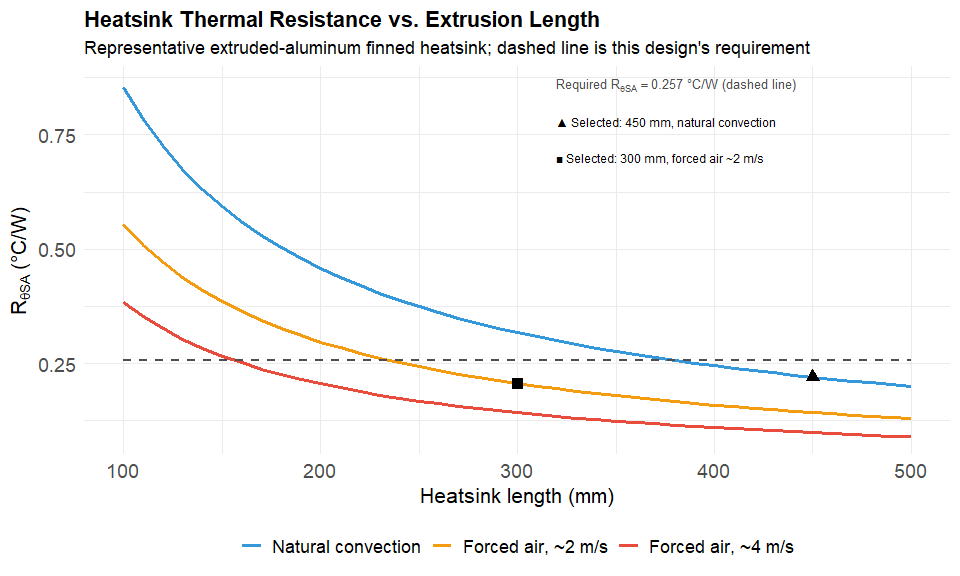 Heatsink Thermal Resistance vs. Extrusion Length
Representative extruded-aluminum finned heatsink; dashed line is this design's requirement
Required RθSA = 0.257 °C/W (dashed line)
▲ Selected: 450 mm, natural convection
■ Selected: 300 mm, forced air ~2 m/s
RθSA (°C/W)
0.75
0.50
0.25
100 200 300 400 500
Heatsink length (mm)
Natural convection Forced air, ~2 m/s Forced air, ~4 m/s